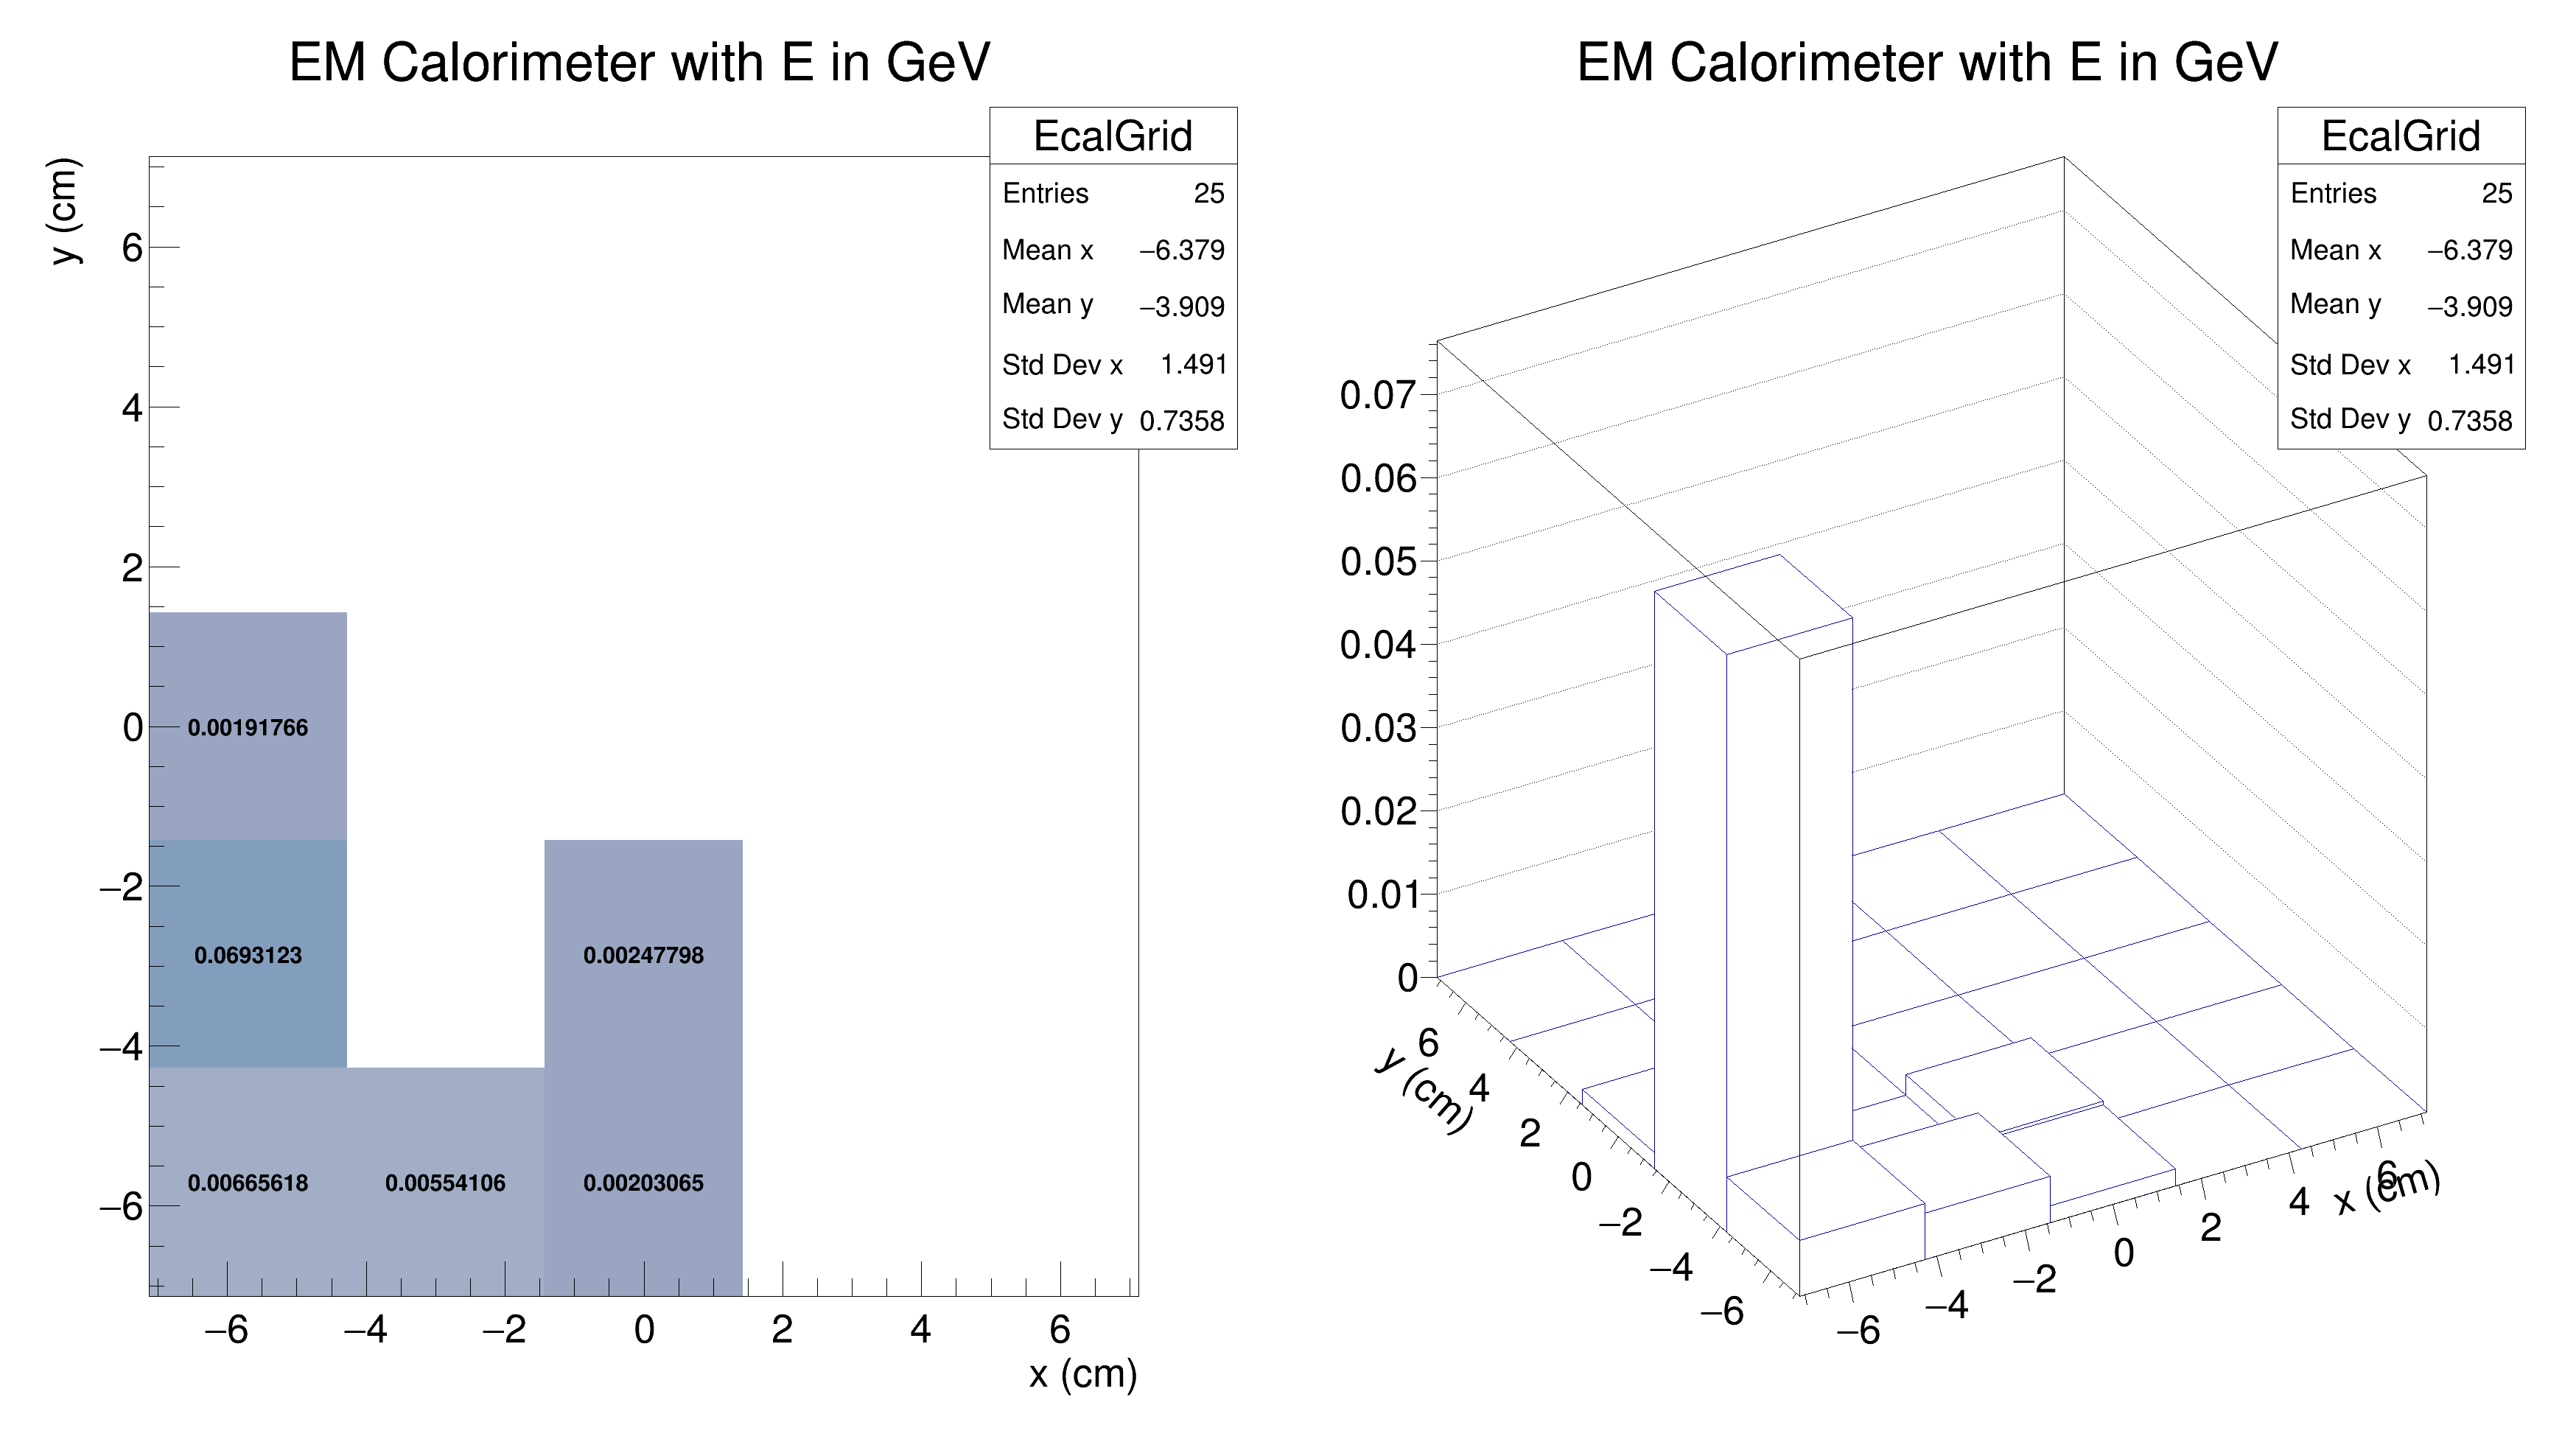 EM Calorimeter with E in GeV
EcalGrid
Entries 25
Mean x −6.379
Mean y −3.909
Std Dev x 1.491
Std Dev y 0.7358
y (cm)
6
4
2
0
−2
−4
−6
0.00191766
0.0693123
0.00247798
0.00665618 0.00554106 0.00203065
−6 −4 −2 0 2 4 6
x (cm)
EM Calorimeter with E in GeV
EcalGrid
Entries 25
Mean x −6.379
Mean y −3.909
Std Dev x 1.491
Std Dev y 0.7358
0.07
0.06
0.05
0.04
0.03
0.02
0.01
0
y (cm)
6
4
2
0
−2
−4
−6
−6 −4 −2 0 2 4 6
x (cm)